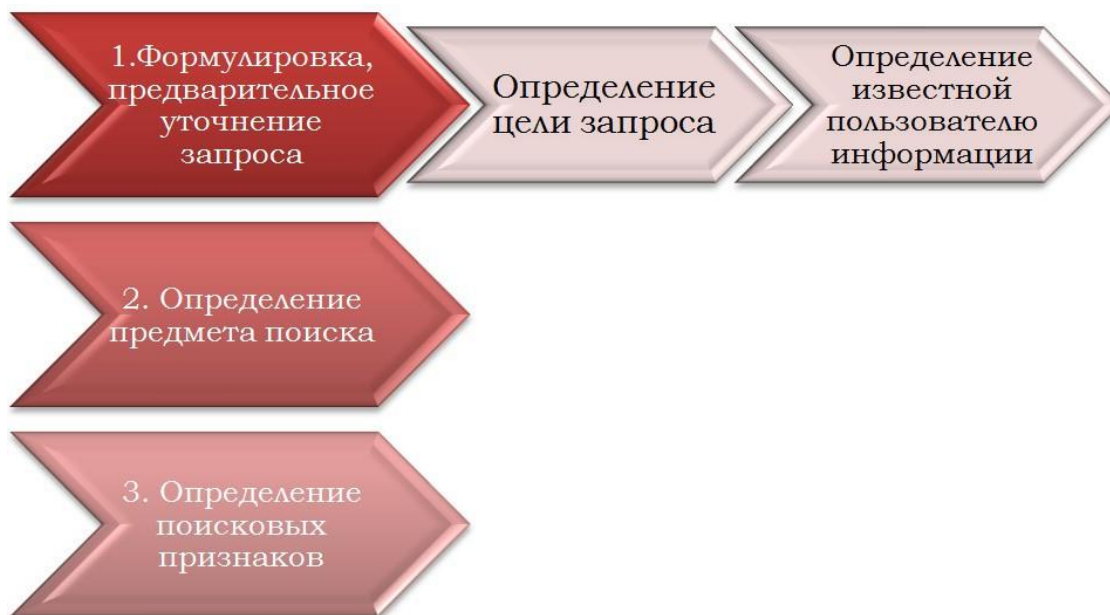 1.Формулировка,
предварительное
уточнение
запроса
Определение
цели запроса
Определение
известной
пользователю
информации
2. Определение
предмета поиска
3. Определение
поисковых
признаков